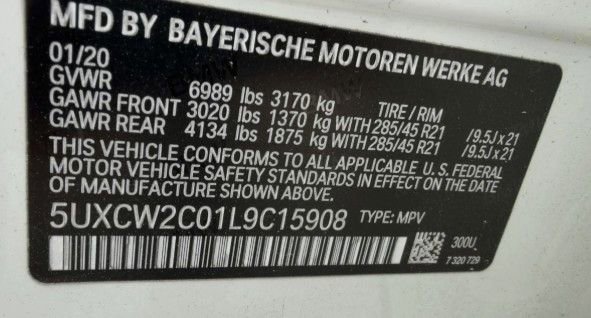 MFD BY BAYERISCHE MOTOREN WERKE AG
01/20
GVWR 6989 lbs 3170 kg TIRE / RIM
GAWR FRONT 3020 lbs 1370 kg WITH 285/45 R21 /9.5J x 21
GAWR REAR 4134 lbs 1875 kg WITH 285/45 R21 /9.5J x 21
THIS VEHICLE CONFORMS TO ALL APPLICABLE U. S. FEDERAL
MOTOR VEHICLE SAFETY STANDARDS IN EFFECT ON THE DATE
OF MANUFACTURE SHOWN ABOVE.
5UXCW2C01L9C15908 TYPE: MPV
300U
7 320 729